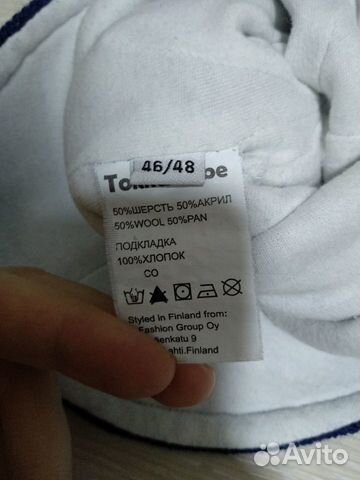 46/48
50%ШЕРСТЬ 50%АКРИЛ
50%WOOL 50%PAN
ПОДКЛАДКА
100%ХЛОПОК
CO
Styled in Finland from:
Fashion Group Oy
9
Finland
Avito